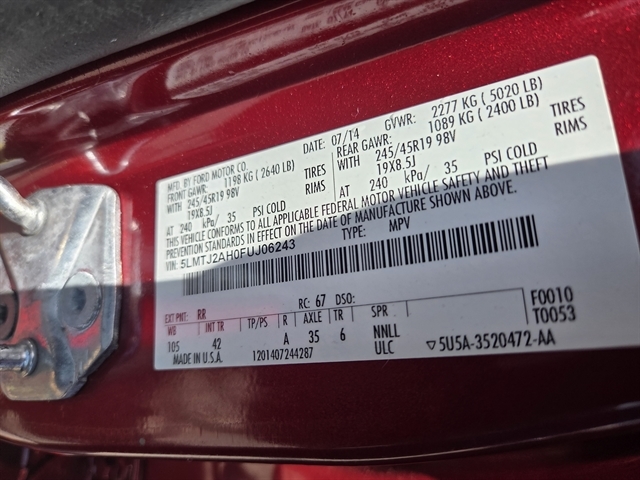 MFD. BY FORD MOTOR CO.
DATE: 07/14 GVWR: 2277 KG ( 5020 LB)
FRONT GAWR: 1198 KG (2640 LB) REAR GAWR: 1089 KG (2400 LB)
WITH 245/45R19 98V TIRES WITH 245/45R19 98V TIRES
19X8.5J RIMS 19X8.5J RIMS
AT 240 kPa/ 35 PSI COLD AT 240 kPa/ 35 PSI COLD
THIS VEHICLE CONFORMS TO ALL APPLICABLE FEDERAL MOTOR VEHICLE SAFETY AND THEFT
PREVENTION STANDARDS IN EFFECT ON THE DATE OF MANUFACTURE SHOWN ABOVE.
VIN: 5LMTJ2AH0FUJ06243 TYPE: MPV
F0010
T0053
EXT PNT: RR RC: 67 DSO:
WB INT TR TP/PS R AXLE TR SPR
105 42 A 35 6 NNLL
MADE IN U.S.A. 1201407244287 ULC ▽5U5A-3520472-AA